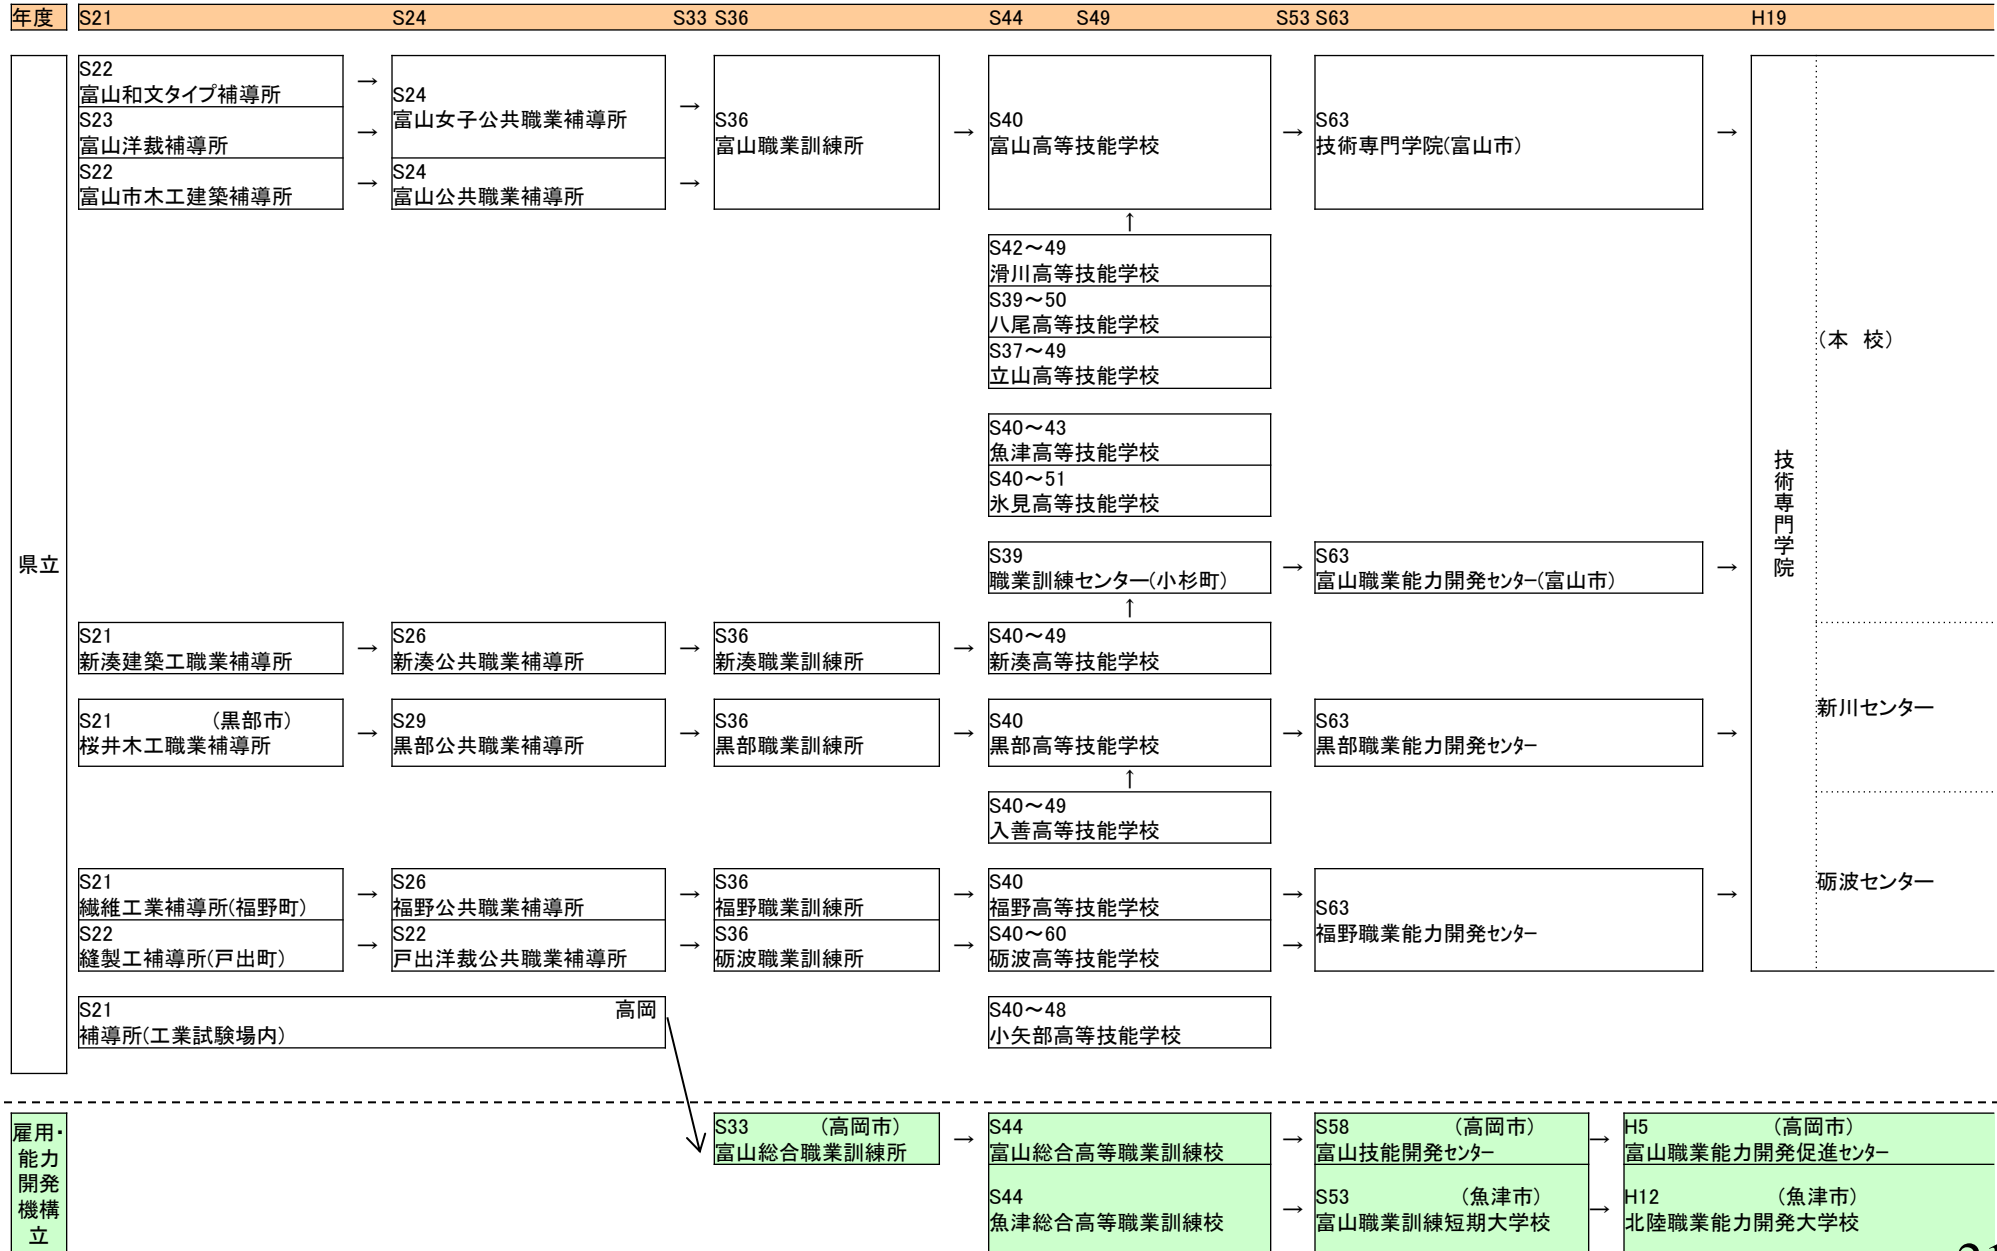 年度 S21 S24 S33 S36 S44 S49 S53 S63 H19
県立
S22
富山和文タイプ補導所
S23
富山洋裁補導所
S22
富山市木工建築補導所
→
→
→
S24
富山女子公共職業補導所
S24
富山公共職業補導所
→
→
S36
富山職業訓練所
→
S40
富山高等技能学校
→
S63
技術専門学院(富山市)
→
↑
S42～49
滑川高等技能学校
S39～50
八尾高等技能学校
S37～49
立山高等技能学校
S40～43
魚津高等技能学校
S40～51
氷見高等技能学校
S39
職業訓練センター(小杉町)
→
S63
富山職業能力開発ｾﾝﾀｰ(富山市)
→
↑
S21
新湊建築工職業補導所
→
S26
新湊公共職業補導所
→
S36
新湊職業訓練所
→
S40～49
新湊高等技能学校
S21 (黒部市)
桜井木工職業補導所
→
S29
黒部公共職業補導所
→
S36
黒部職業訓練所
→
S40
黒部高等技能学校
→
S63
黒部職業能力開発ｾﾝﾀｰ
→
↑
S40～49
入善高等技能学校
S21
繊維工業補導所(福野町)
→
S26
福野公共職業補導所
→
S36
福野職業訓練所
→
S40
福野高等技能学校
→
S22
縫製工補導所(戸出町)
→
S22
戸出洋裁公共職業補導所
→
S36
砺波職業訓練所
→
S40～60
砺波高等技能学校
→
S63
福野職業能力開発ｾﾝﾀｰ
→
S21 高岡
補導所(工業試験場内)
S40～48
小矢部高等技能学校
技術専門学院
(本 校)
新川センター
砺波センター
雇用・
能力
開発
機構
立
S33 (高岡市)
富山総合職業訓練所
→
S44
富山総合高等職業訓練校
→
S58 (高岡市)
富山技能開発ｾﾝﾀｰ
→
H5 (高岡市)
富山職業能力開発促進ｾﾝﾀｰ
S44
魚津総合高等職業訓練校
→
S53 (魚津市)
富山職業訓練短期大学校
→
H12 (魚津市)
北陸職業能力開発大学校